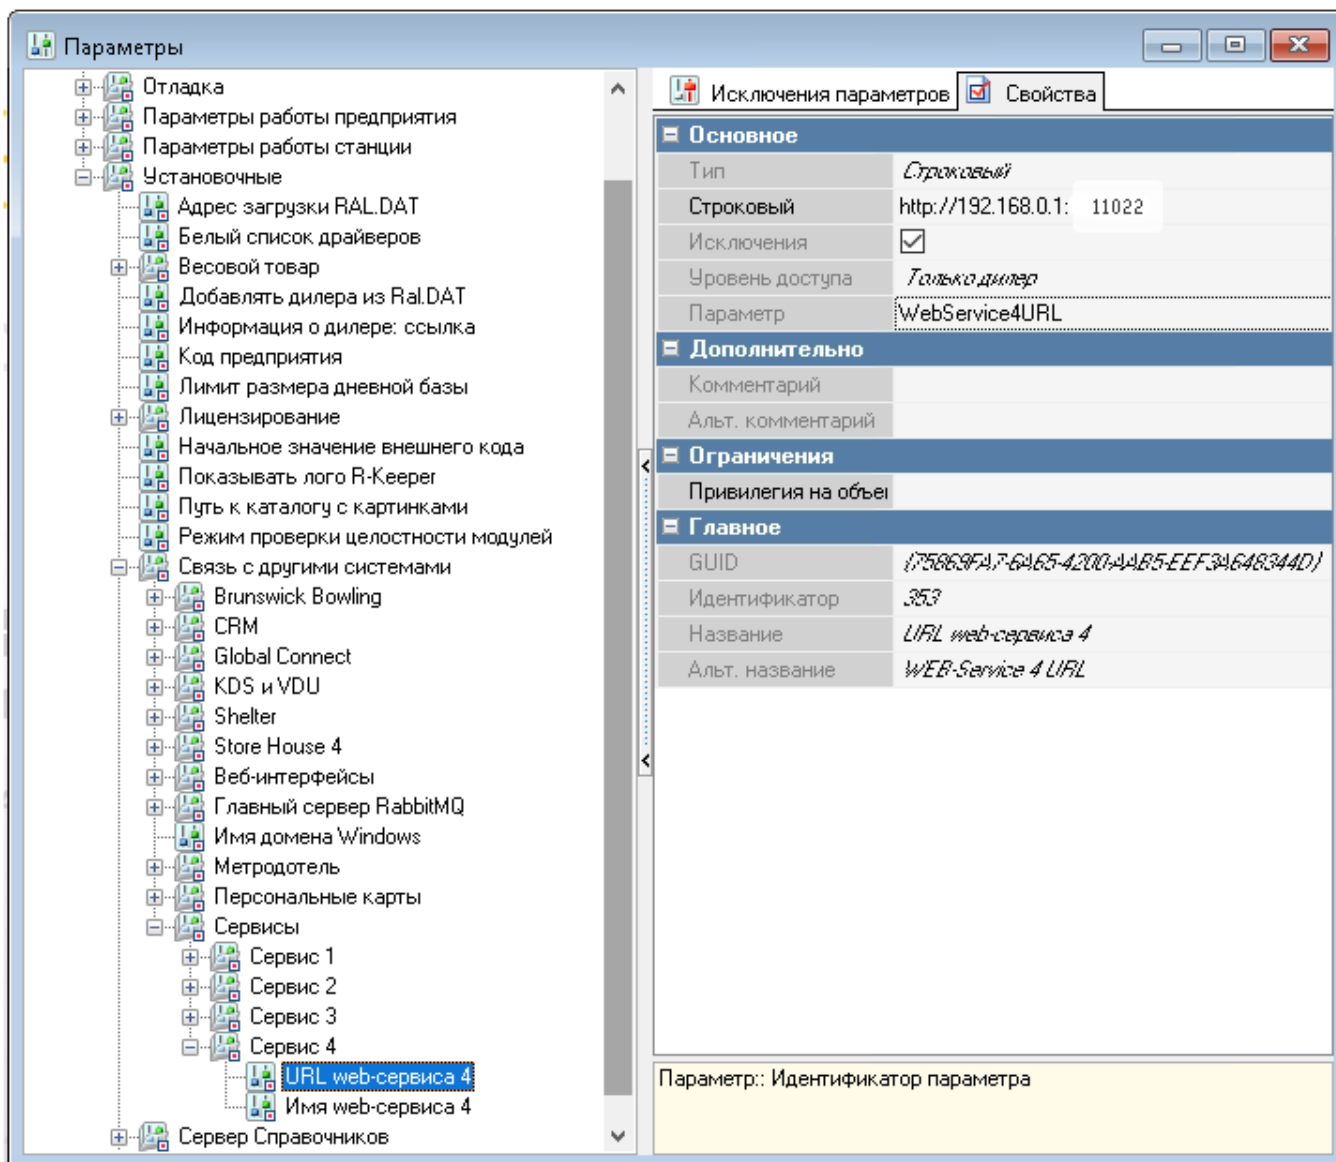 Параметры
Отладка
Параметры работы предприятия
Параметры работы станции
Установочные
Адрес загрузки RAL.DAT
Белый список драйверов
Весовой товар
Добавлять дилера из Ral.DAT
Информация о дилере: ссылка
Код предприятия
Лимит размера дневной базы
Лицензирование
Начальное значение внешнего кода
Показывать лого R-Keeper
Путь к каталогу с картинками
Режим проверки целостности модулей
Связь с другими системами
Brunswick Bowling
CRM
Global Connect
KDS и VDU
Shelter
Store House 4
Веб-интерфейсы
Главный сервер RabbitMQ
Имя домена Windows
Метродотель
Персональные карты
Сервисы
Сервис 1
Сервис 2
Сервис 3
Сервис 4
URL web-сервиса 4
Имя web-сервиса 4
Сервер Справочников
Исключения параметров Свойства
Основное
Тип Строковый
Строковый http://192.168.0.1: 11022
Исключения
Уровень доступа Только дилер
Параметр WebService4URL
Дополнительно
Комментарий
Альт. комментарий
Ограничения
Привилегия на объек
Главное
GUID {75869FA7-6A65-4200-AAB5-EEF3A648344D}
Идентификатор 353
Название URL web-сервиса 4
Альт. название WEB-Service 4 URL
Параметр:: Идентификатор параметра